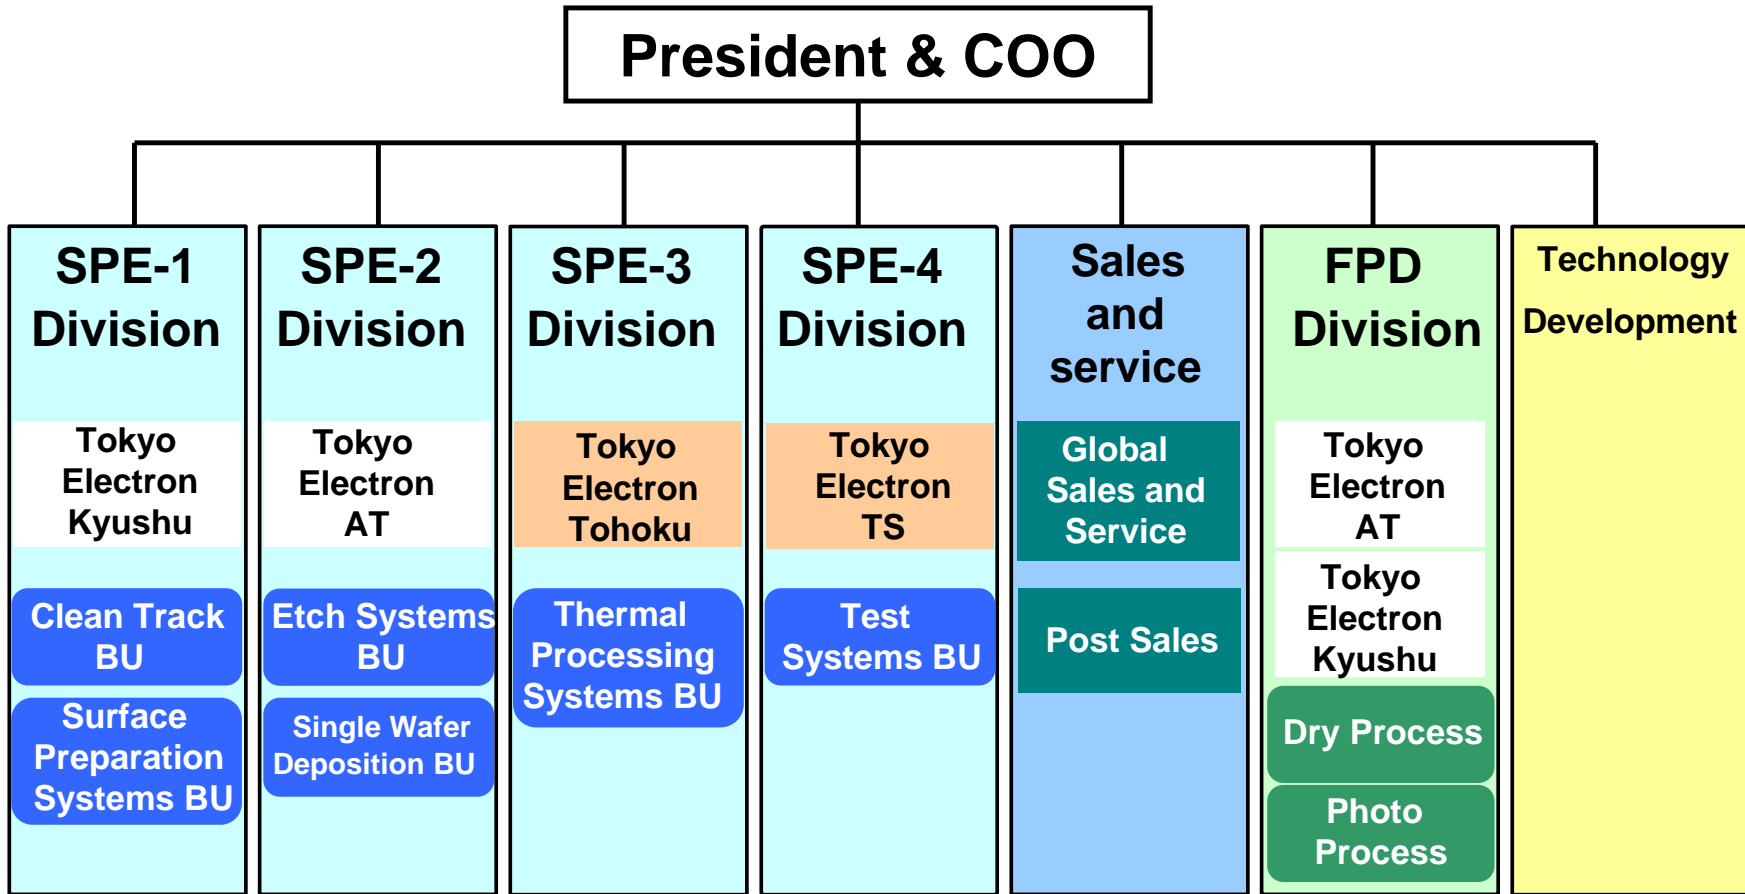 President & COO
SPE-1
Division
Tokyo
Electron
Kyushu
Clean Track
BU
Surface
Preparation
Systems BU
SPE-2
Division
Tokyo
Electron
AT
Etch Systems
BU
Single Wafer
Deposition BU
SPE-3
Division
Tokyo
Electron
Tohoku
Thermal
Processing
Systems BU
SPE-4
Division
Tokyo
Electron
TS
Test
Systems BU
Sales
and
service
Global
Sales and
Service
Post Sales
FPD
Division
Tokyo
Electron
AT
Tokyo
Electron
Kyushu
Dry Process
Photo
Process
Technology
Development